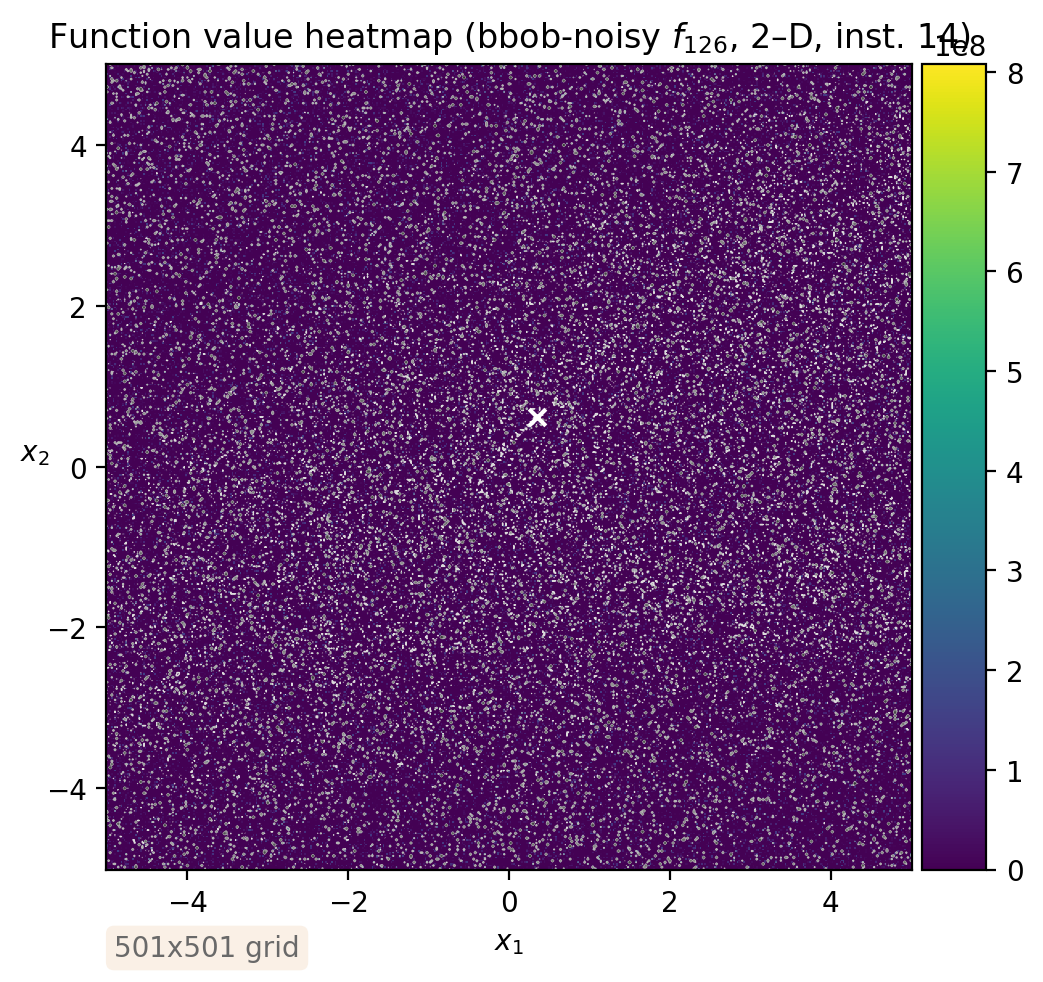 Function value heatmap (bbob-noisy f126, 2–D, inst. 14)
1e8
8
7
6
5
4
3
2
1
0
4
2
0
−2
−4
x2
−4 −2 0 2 4
x1
501x501 grid